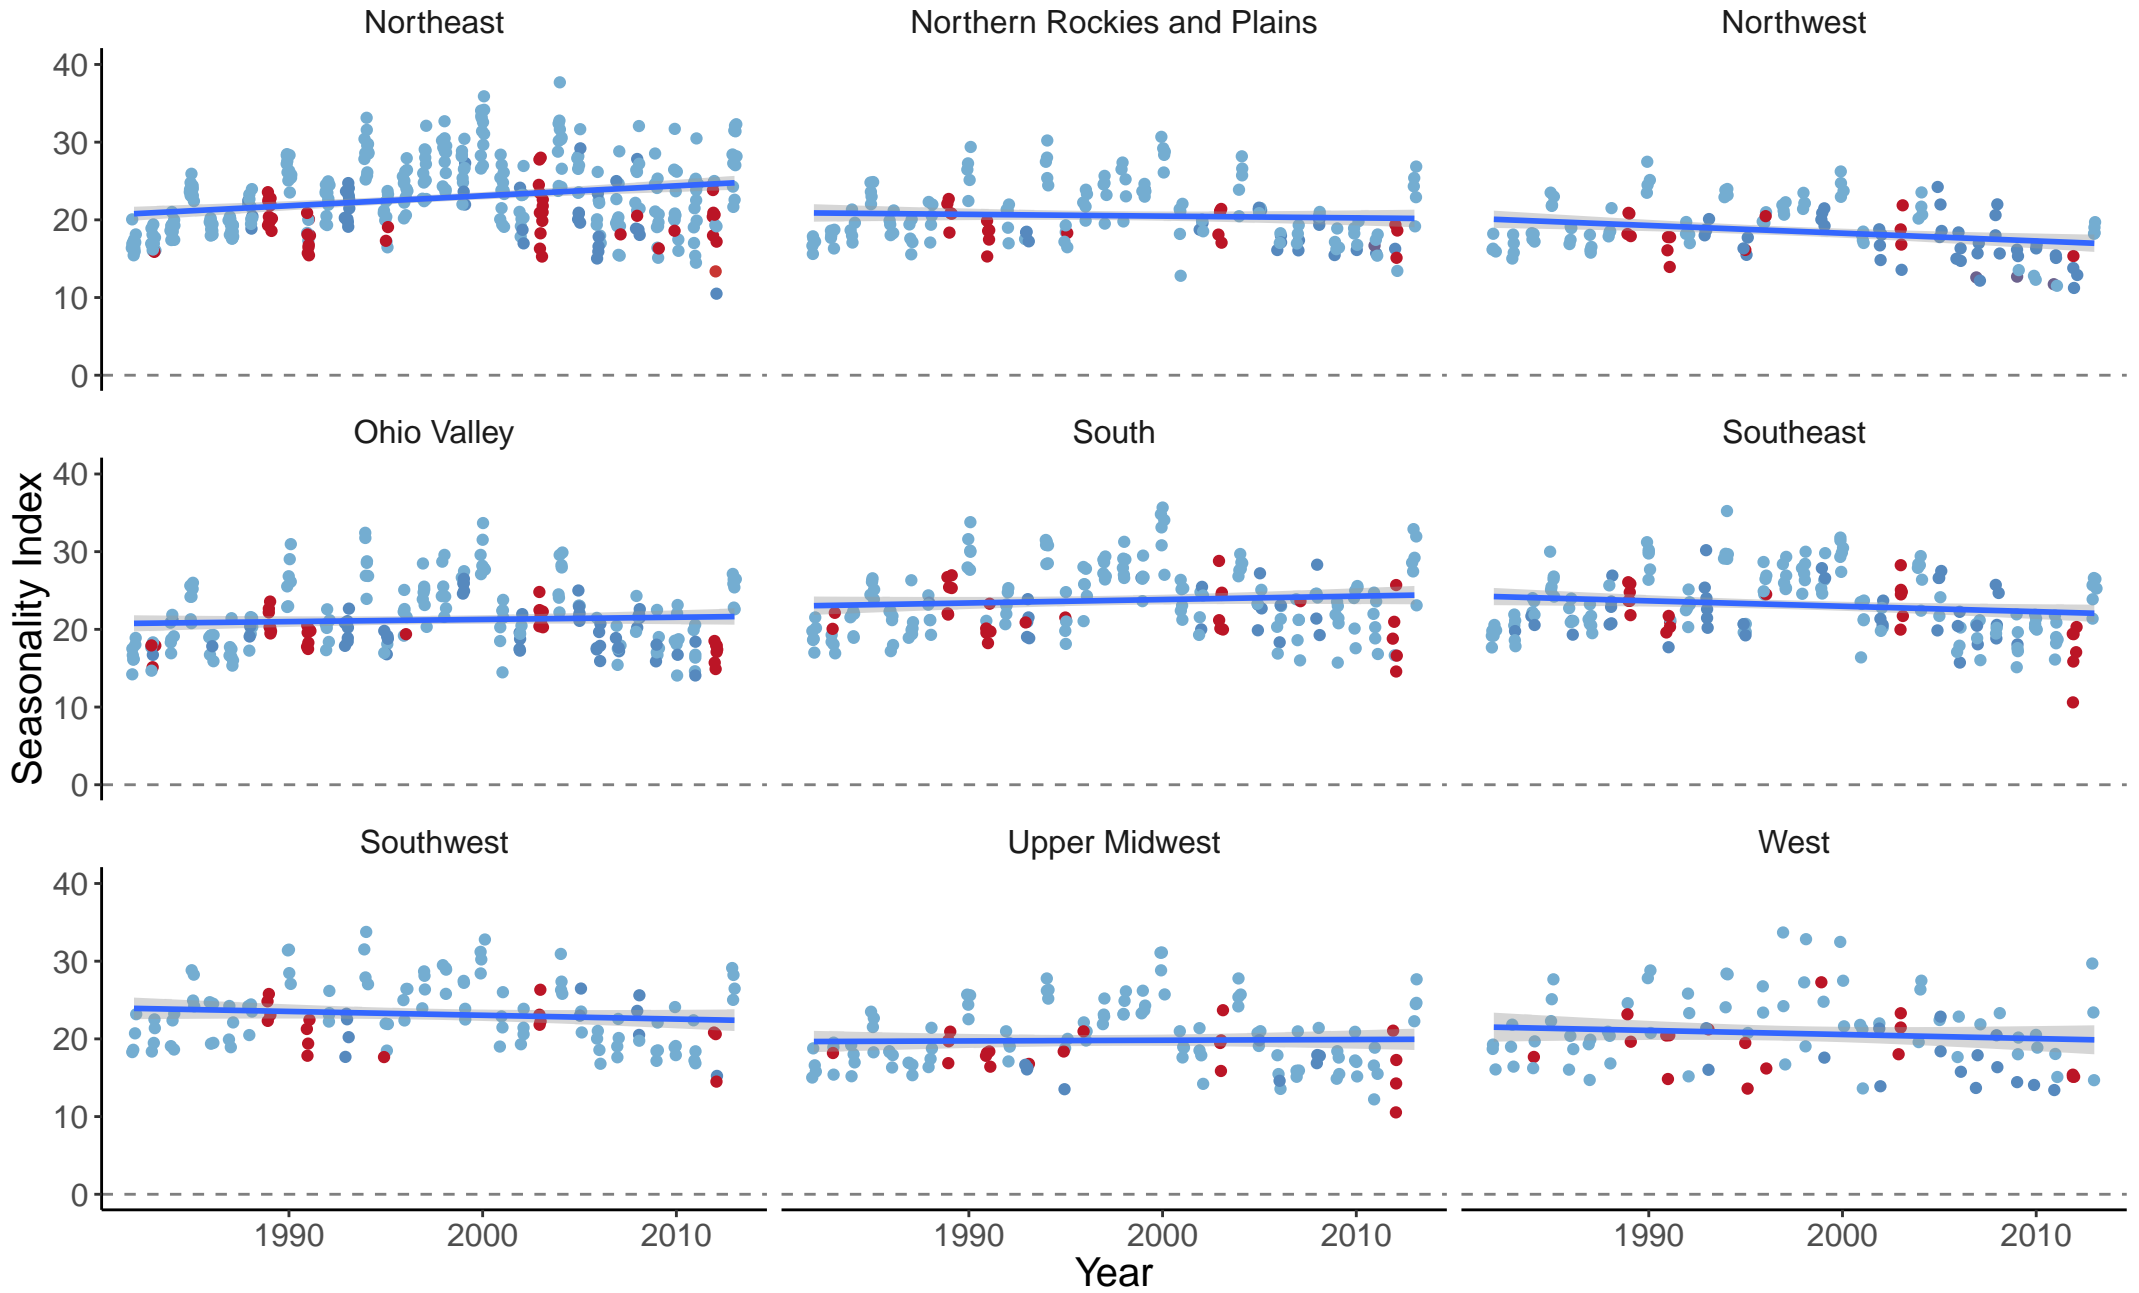 Northeast
Northern Rockies and Plains
Northwest
40
30
20
10
0
Ohio Valley
South
Southeast
Seasonality Index
40
30
20
10
0
Southwest
Upper Midwest
West
40
30
20
10
0
1990 2000 2010
1990 2000 2010
1990 2000 2010
Year